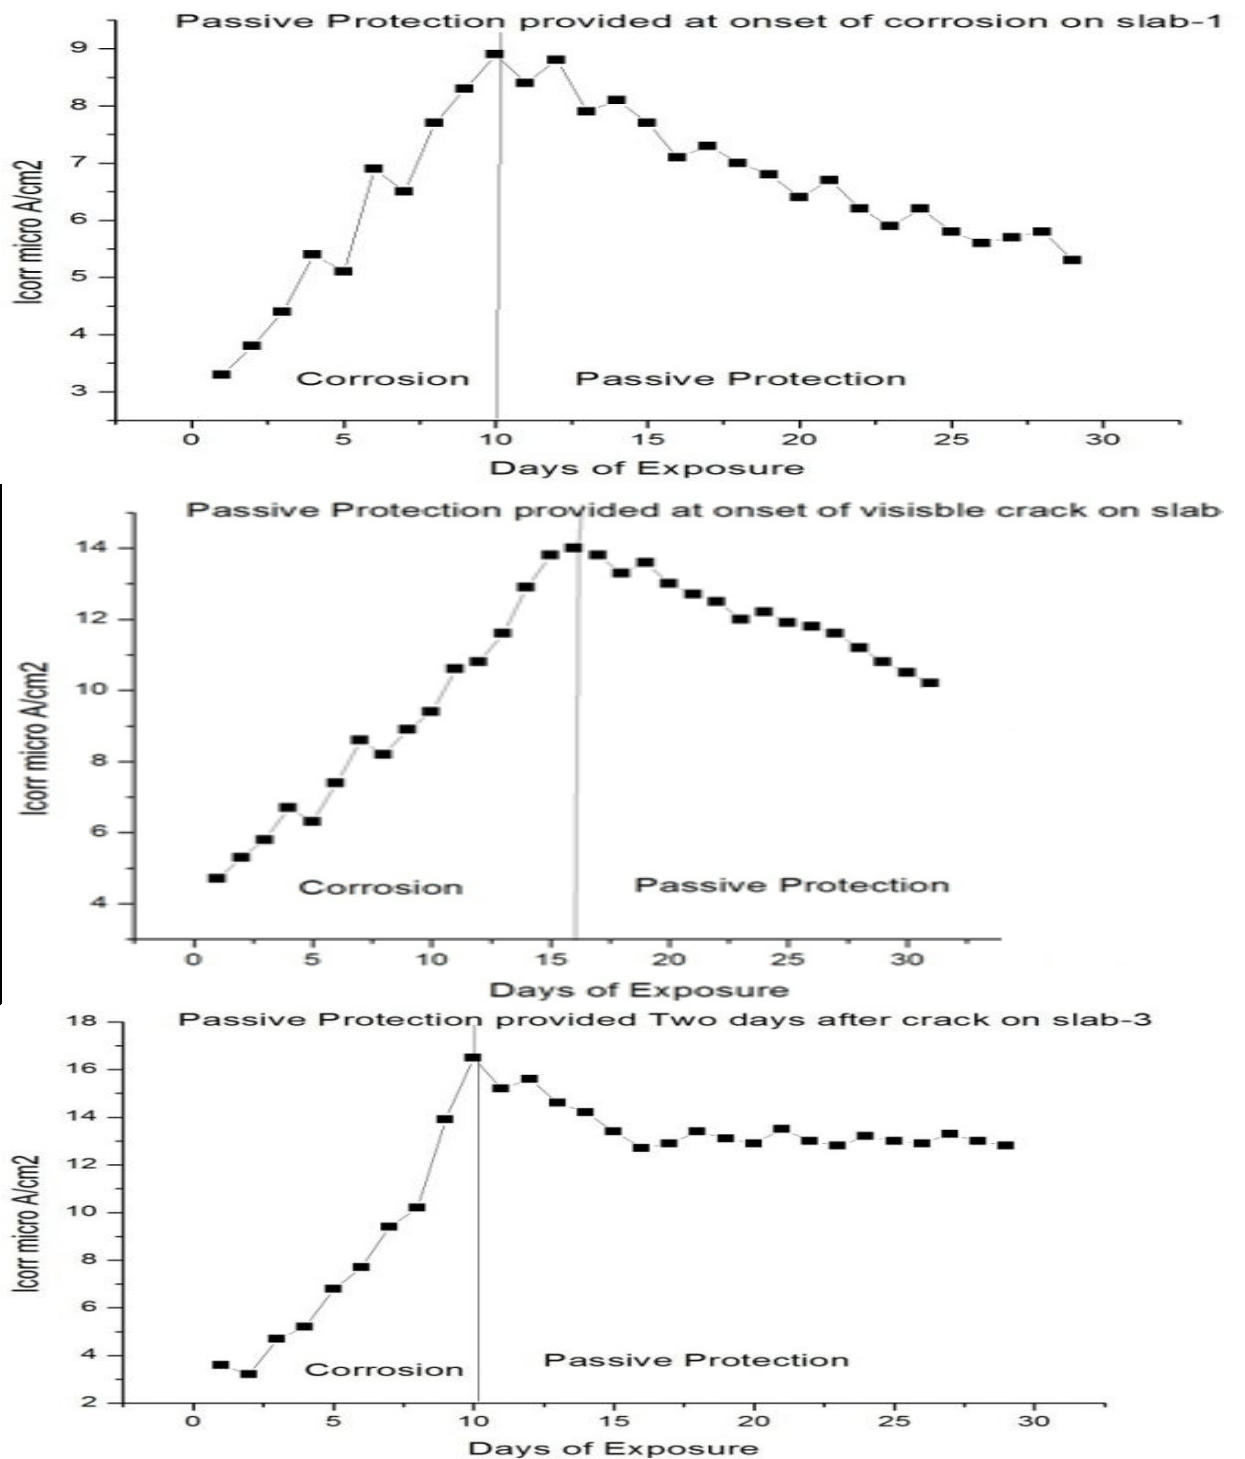 Passive Protection provided at onset of corrosion on slab-1
9
8
7
6
5
4
3
Icorr micro A/cm2
Corrosion
Passive Protection
0 5 10 15 20 25 30
Days of Exposure
Passive Protection provided at onset of visisble crack on slab-
14
12
10
8
6
4
Icorr micro A/cm2
Corrosion
Passive Protection
0 5 10 15 20 25 30
Days of Exposure
Passive Protection provided Two days after crack on slab-3
18
16
14
12
10
8
6
4
2
Icorr micro A/cm2
Corrosion
Passive Protection
0 5 10 15 20 25 30
Days of Exposure